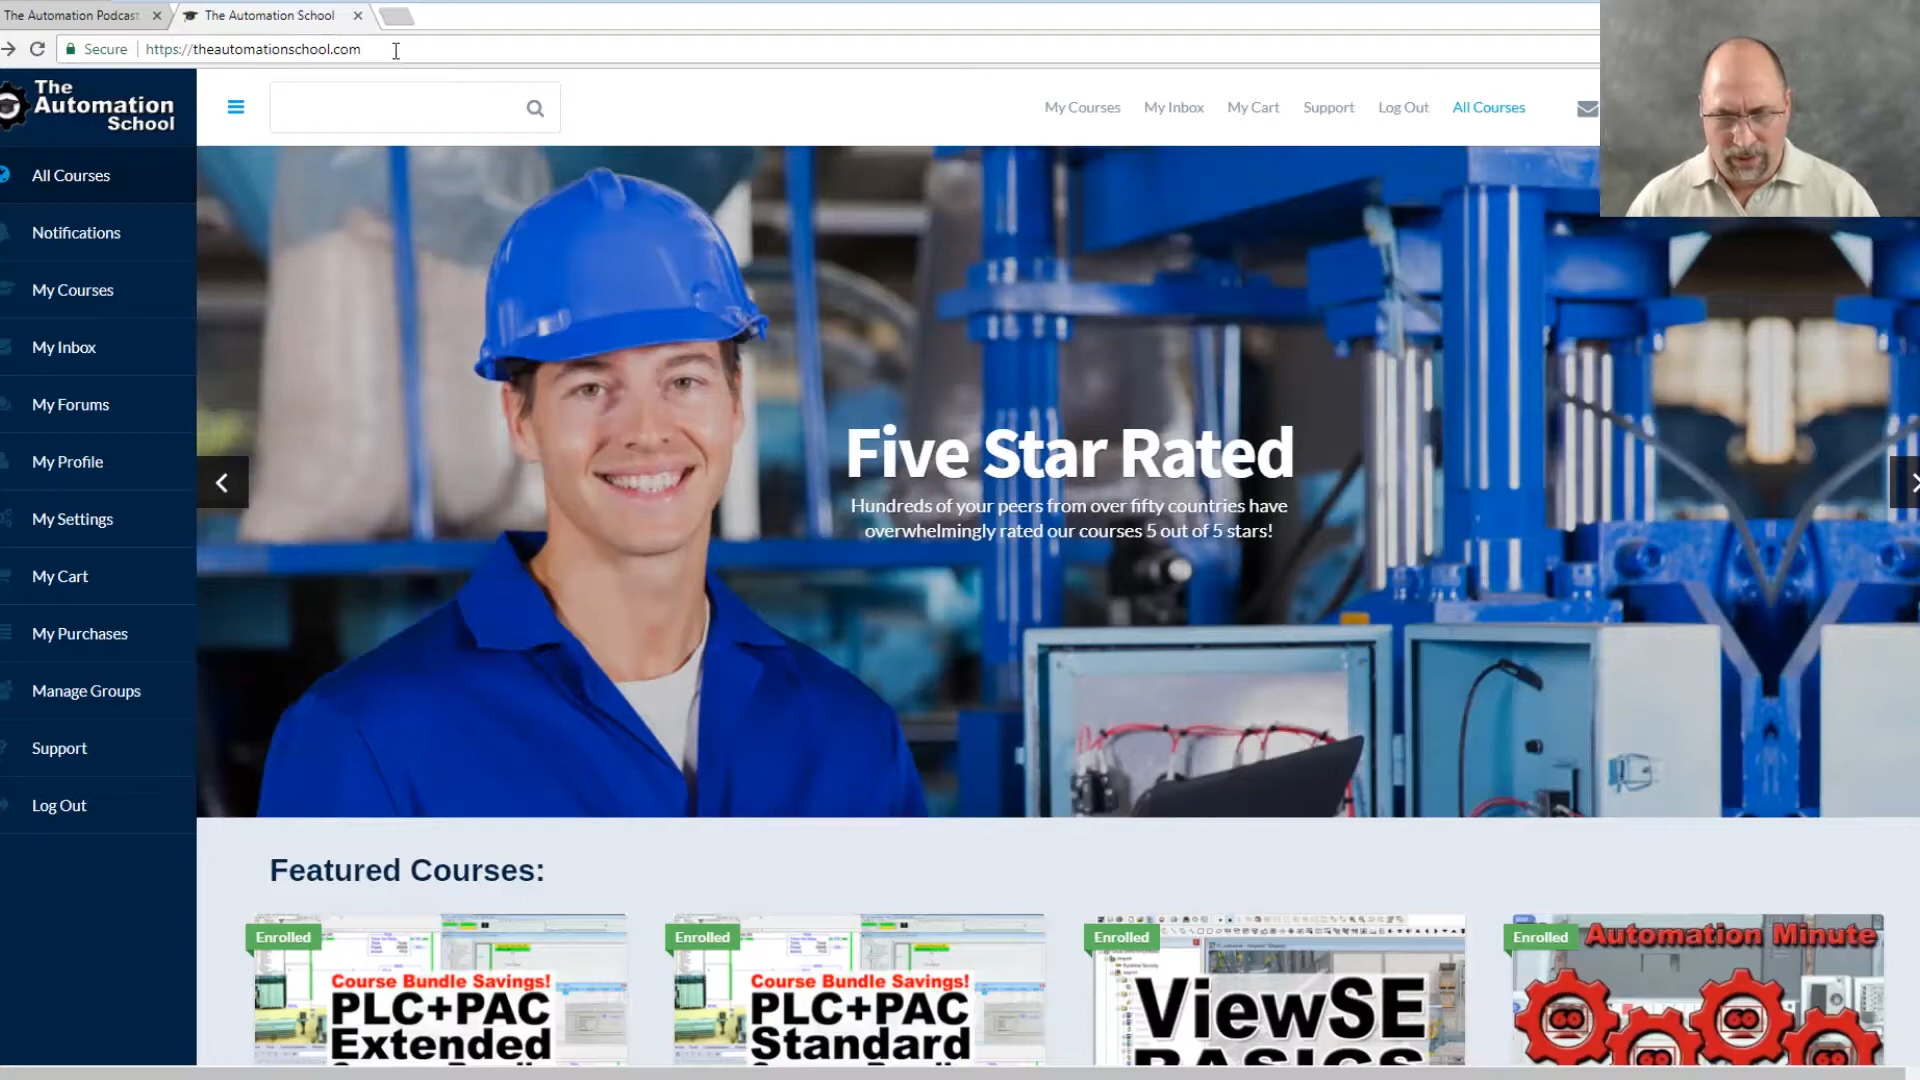 The Automation Podcast
The Automation School
Secure
https://theautomationschool.com
The
Automation
School
My Courses
My Inbox
My Cart
Support
Log Out
All Courses
All Courses
Notifications
My Courses
My Inbox
My Forums
My Profile
My Settings
My Cart
My Purchases
Manage Groups
Support
Log Out
Five Star Rated
Hundreds of your peers from over fifty countries have
overwhelmingly rated our courses 5 out of 5 stars!
Featured Courses:
Enrolled
Course Bundle Savings!
PLC+PAC
Extended
Enrolled
Course Bundle Savings!
PLC+PAC
Standard
Enrolled
ViewSE
BASICS
Enrolled
Automation Minute
60
60
60
60